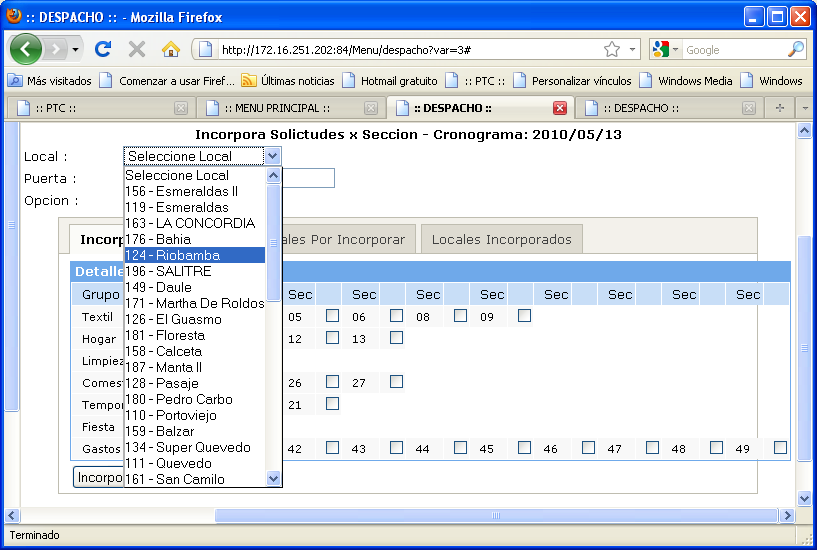 :: DESPACHO :: - Mozilla Firefox
http://172.16.251.202:84/Menu/despacho?var=3#
Google
Más visitados Comenzar a usar Firef... Últimas noticias Hotmail gratuito :: PTC :: Personalizar vínculos Windows Media Windows
:: PTC :: :: MENU PRINCIPAL :: :: DESPACHO :: :: DESPACHO ::
Incorpora Solictudes x Seccion - Cronograma: 2010/05/13
Local : Seleccione Local
Puerta :
Opcion :
Seleccione Local
156 - Esmeraldas II
119 - Esmeraldas
163 - LA CONCORDIA
176 - Bahia
124 - Riobamba
196 - SALITRE
149 - Daule
171 - Martha De Roldos
126 - El Guasmo
181 - Floresta
158 - Calceta
187 - Manta II
128 - Pasaje
180 - Pedro Carbo
110 - Portoviejo
159 - Balzar
134 - Super Quevedo
111 - Quevedo
161 - San Camilo
Incorp ales Por Incorporar Locales Incorporados
Detalle
Grupo Sec Sec Sec Sec Sec Sec Sec Sec
Textil 05 06 08 09
Hogar 12 13
Limpiez
Comest 26 27
Tempor 21
Fiesta
Gastos 42 43 44 45 46 47 48 49
Incorpo
Terminado